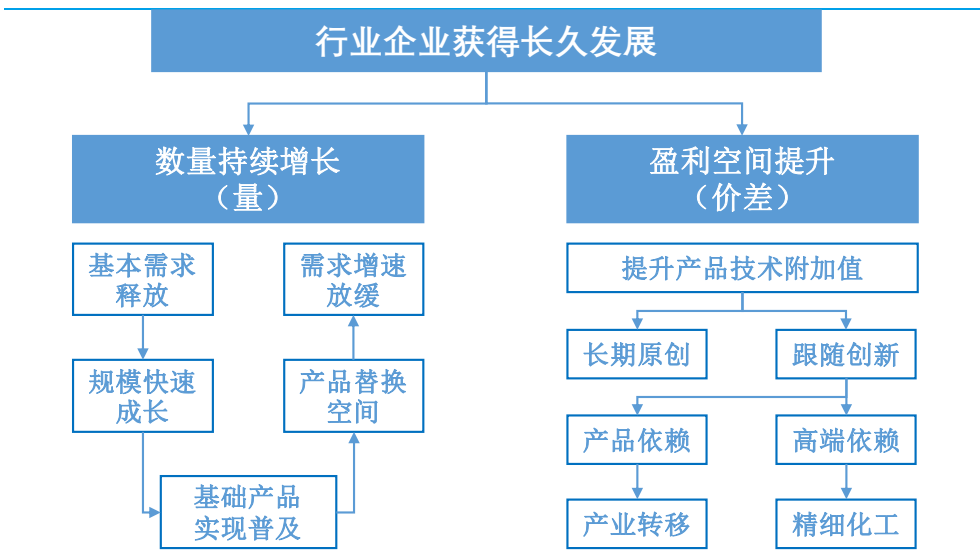 行业企业获得长久发展
数量持续增长
（量）
盈利空间提升
（价差）
基本需求
释放
需求增速
放缓
提升产品技术附加值
规模快速
成长
产品替换
空间
长期原创
跟随创新
产品依赖
高端依赖
基础产品
实现普及
产业转移
精细化工